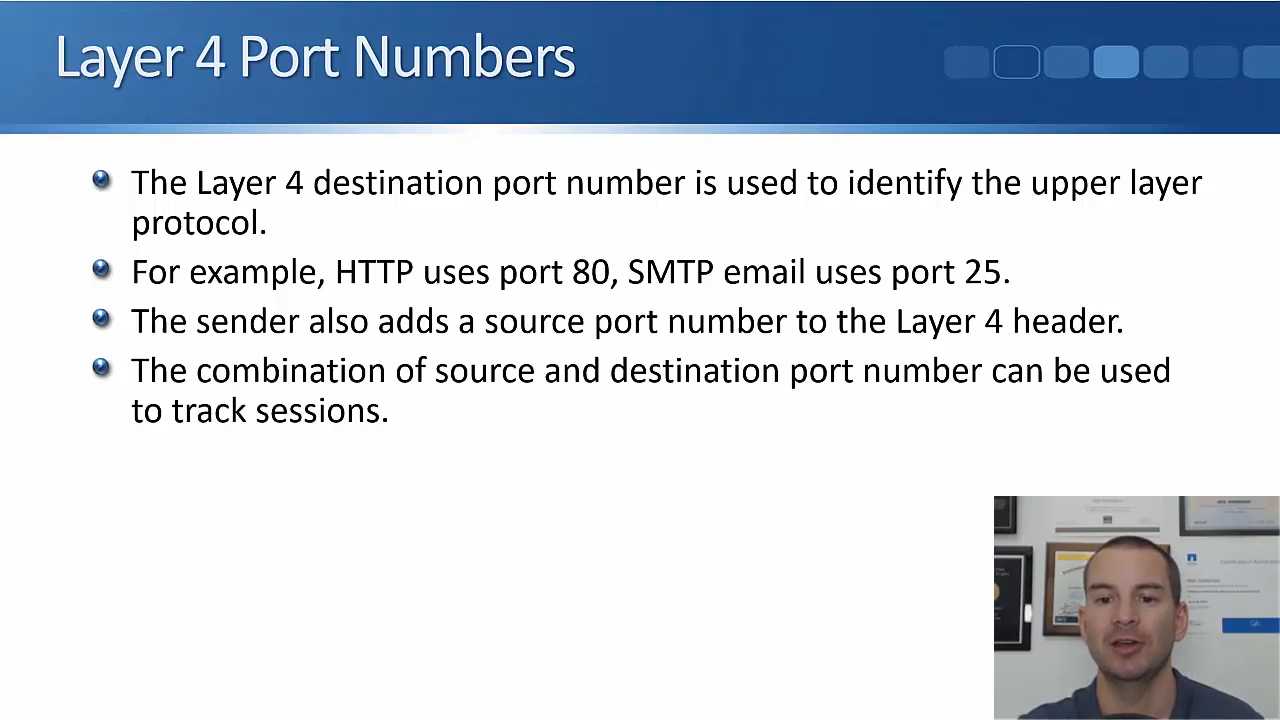 Layer 4 Port Numbers
The Layer 4 destination port number is used to identify the upper layer
protocol.
For example, HTTP uses port 80, SMTP email uses port 25.
The sender also adds a source port number to the Layer 4 header.
The combination of source and destination port number can be used
to track sessions.